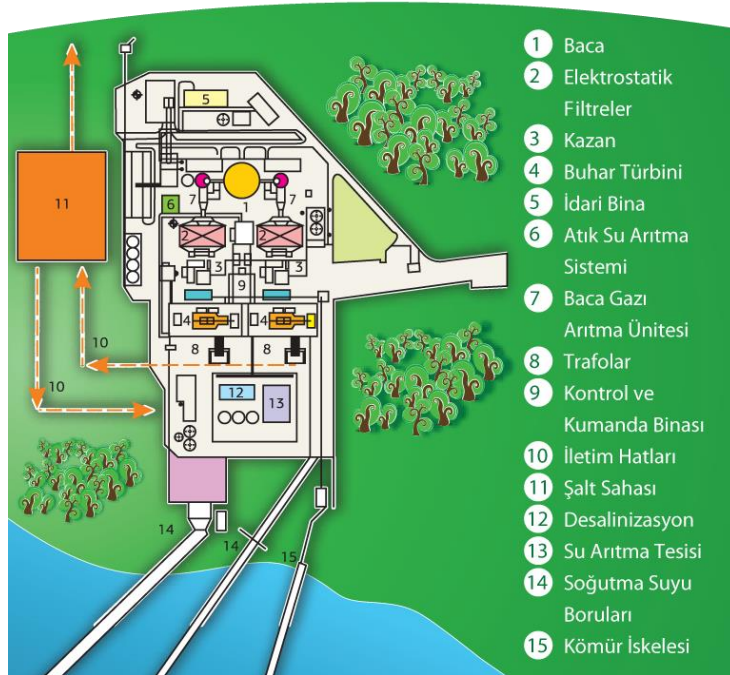 5
11
7
7
1
6
2
2
3
3
9
4
4
10
8
8
10
12
13
14
14
15
1 Baca
2 Elektrostatik
Filtreler
3 Kazan
4 Buhar Türbini
5 İdari Bina
6 Atık Su Arıtma
Sistemi
7 Baca Gazı
Arıtma Ünitesi
8 Trafolar
9 Kontrol ve
Kumanda Binası
10 İletim Hatları
11 Şalt Sahası
12 Desalinizasyon
13 Su Arıtma Tesisi
14 Soğutma Suyu
Boruları
15 Kömür İskelesi